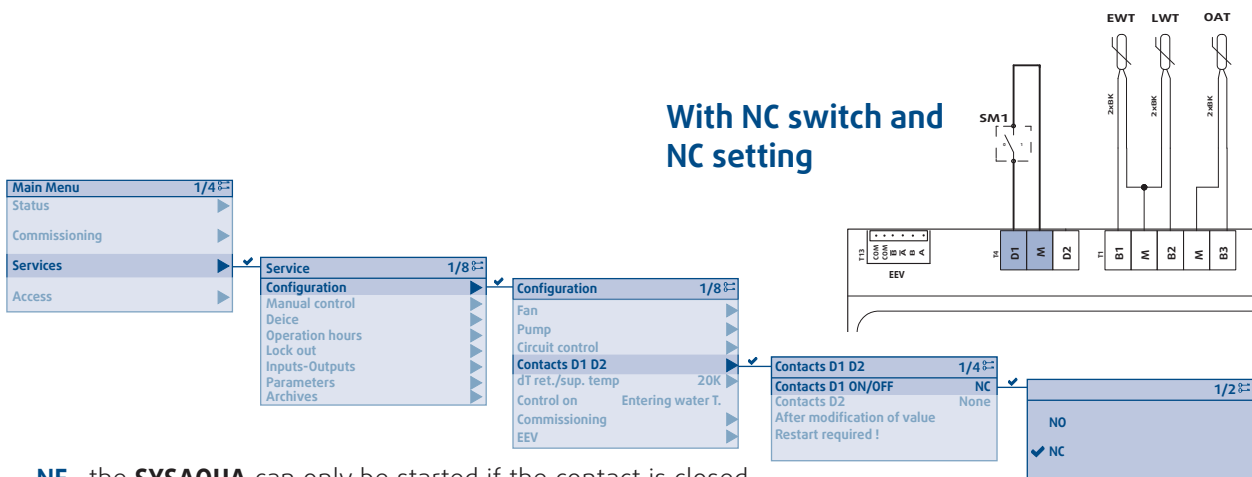 EWT LWT OAT
2xBK 2xBK 2xBK
With NC switch and
NC setting
SM1
0 1
T13 COM COM B A B A
EEV
T4 D1 M D2
T1 B1 M B2 M B3
Main Menu 1/4
Status
Commissioning
Services
Access
Service 1/8
Configuration
Manual control
Deice
Operation hours
Lock out
Inputs-Outputs
Parameters
Archives
Configuration 1/8
Fan
Pump
Circuit control
Contacts D1 D2
dT ret./sup. temp 20K
Control on Entering water T.
Commissioning
EEV
Contacts D1 D2 1/4
Contacts D1 ON/OFF NC
Contacts D2 None
After modification of value
Restart required !
1/2
NO
NC
the SYSAQUA can only be started if the contact is closed